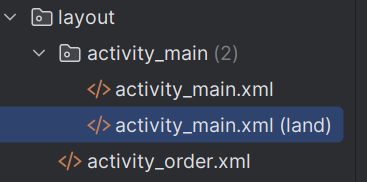 layout
activity_main (2)
activity_main.xml
activity_main.xml (land)
activity_order.xml